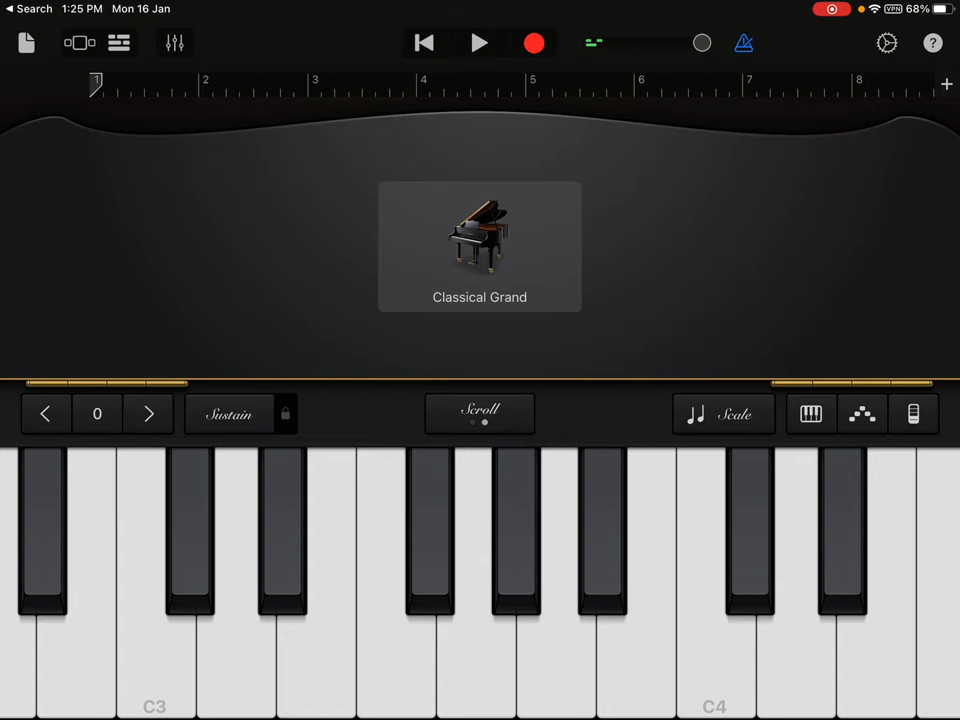 Search 1:25 PM Mon 16 Jan VPN 68%
?
1 2 3 4 5 6 7 8 +
Classical Grand
0 Sustain Scroll Scale
C3 C4